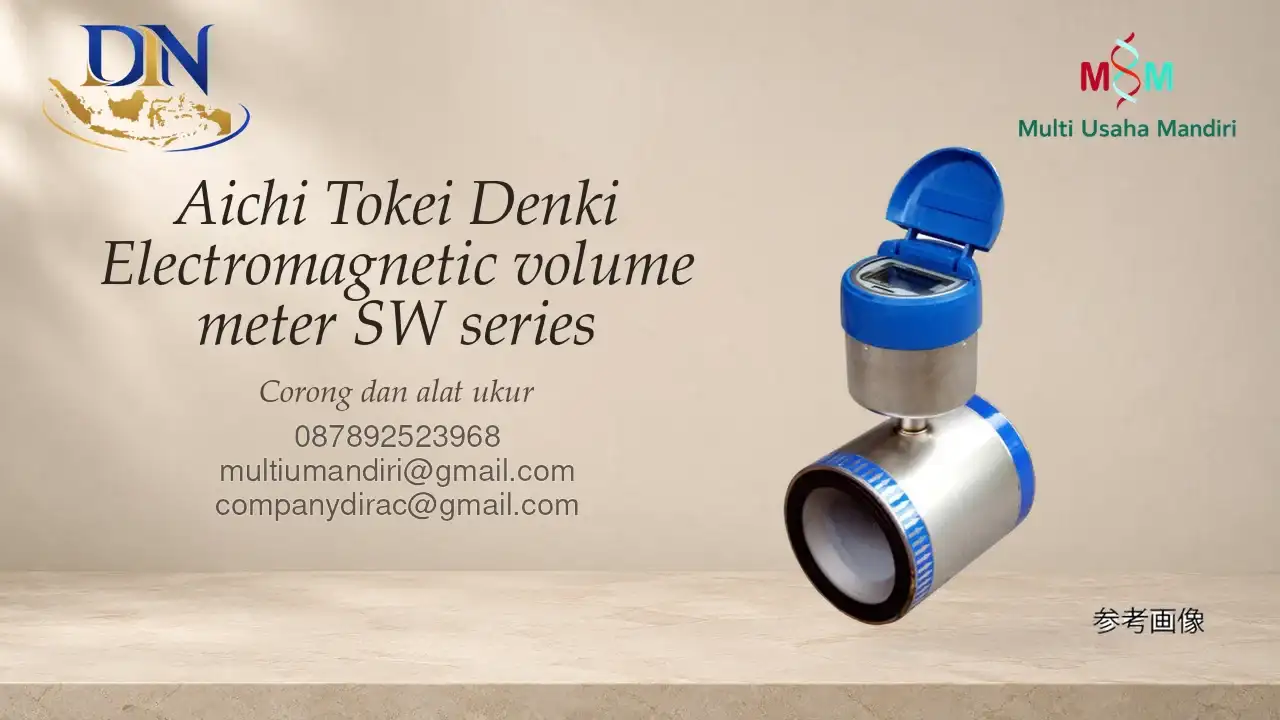 DN
MSM
Multi Usaha Mandiri
Aichi Tokei Denki
Electromagnetic volume
meter SW series
Corong dan alat ukur
087892523968
multiumandiri@gmail.com
companydirac@gmail.com
参考画像